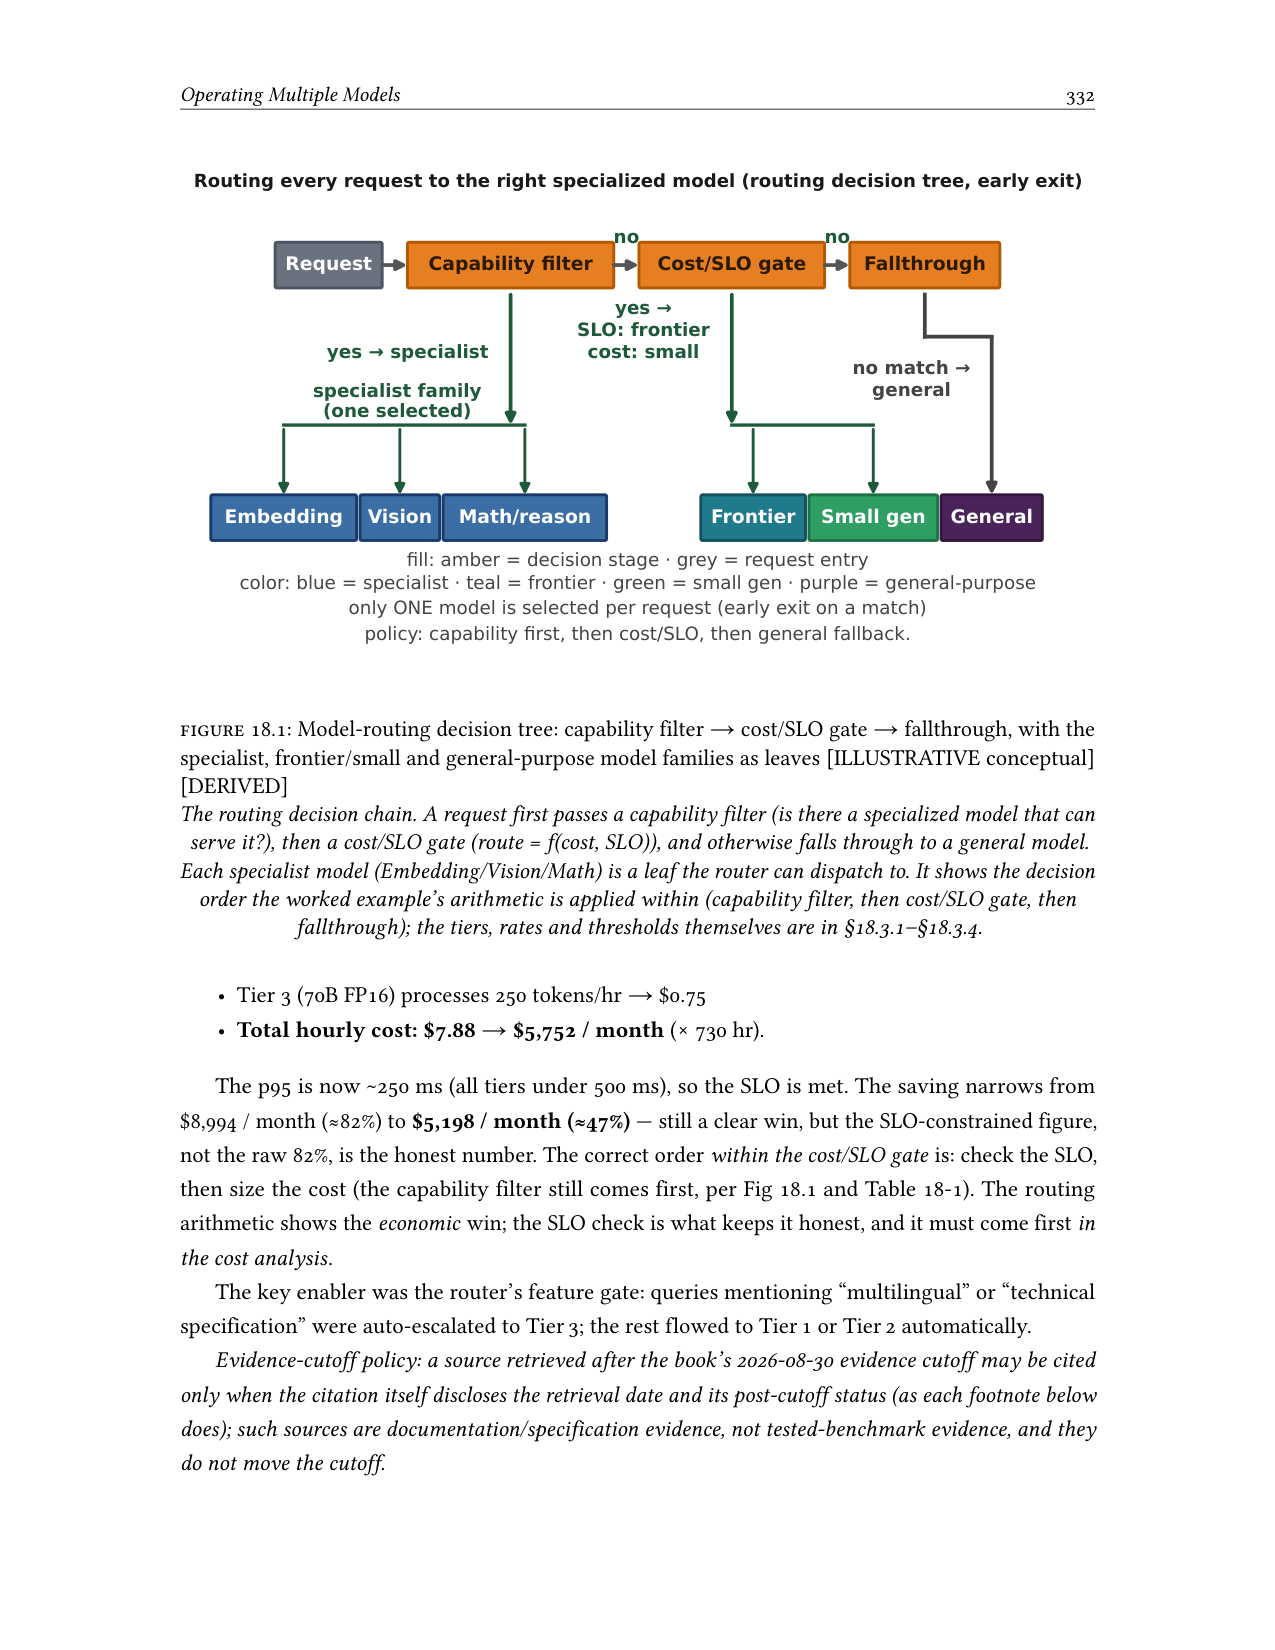 Operating Multiple Models 332
Routing every request to the right specialized model (routing decision tree, early exit)
no no
Request Capability filter Cost/SLO gate Fallthrough
yes →
SLO: frontier
cost: small
yes → specialist
no match →
general
specialist family
(one selected)
Embedding Vision Math/reason Frontier Small gen General
fill: amber = decision stage · grey = request entry
color: blue = specialist · teal = frontier · green = small gen · purple = general-purpose
only ONE model is selected per request (early exit on a match)
policy: capability first, then cost/SLO, then general fallback.
FIGURE 18.1: Model-routing decision tree: capability filter → cost/SLO gate → fallthrough, with the
specialist, frontier/small and general-purpose model families as leaves [ILLUSTRATIVE conceptual]
[DERIVED]
The routing decision chain. A request first passes a capability filter (is there a specialized model that can
serve it?), then a cost/SLO gate (route = f(cost, SLO)), and otherwise falls through to a general model.
Each specialist model (Embedding/Vision/Math) is a leaf the router can dispatch to. It shows the decision
order the worked example's arithmetic is applied within (capability filter, then cost/SLO gate, then
fallthrough); the tiers, rates and thresholds themselves are in §18.3.1–§18.3.4.
• Tier 3 (70B FP16) processes 250 tokens/hr → $0.75
• Total hourly cost: $7.88 → $5,752 / month (× 730 hr).
The p95 is now ~250 ms (all tiers under 500 ms), so the SLO is met. The saving narrows from
$8,994 / month (≈82%) to $5,198 / month (≈47%) — still a clear win, but the SLO-constrained figure,
not the raw 82%, is the honest number. The correct order within the cost/SLO gate is: check the SLO,
then size the cost (the capability filter still comes first, per Fig 18.1 and Table 18-1). The routing
arithmetic shows the economic win; the SLO check is what keeps it honest, and it must come first in
the cost analysis.
The key enabler was the router's feature gate: queries mentioning “multilingual” or “technical
specification” were auto-escalated to Tier 3; the rest flowed to Tier 1 or Tier 2 automatically.
Evidence-cutoff policy: a source retrieved after the book's 2026-08-30 evidence cutoff may be cited
only when the citation itself discloses the retrieval date and its post-cutoff status (as each footnote below
does); such sources are documentation/specification evidence, not tested-benchmark evidence, and they
do not move the cutoff.